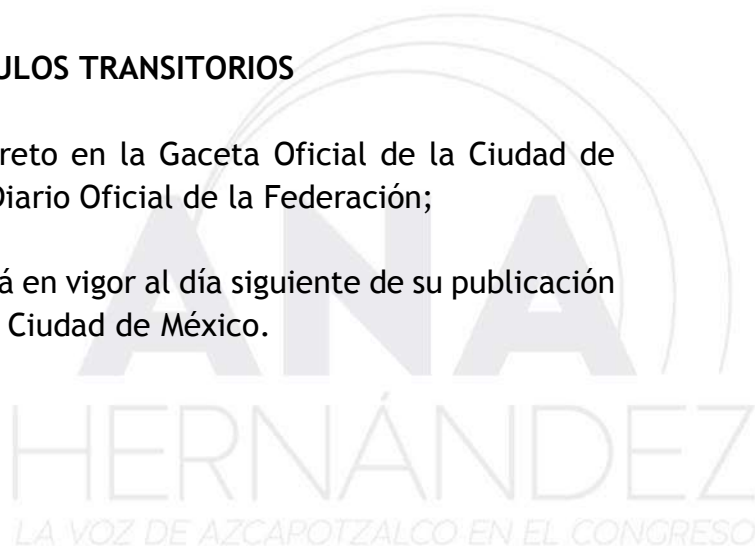 ULOS TRANSITORIOS
reto en la Gaceta Oficial de la Ciudad de
Diario Oficial de la Federación;
á en vigor al día siguiente de su publicación
Ciudad de México.
ANA
HERNÁNDEZ
LA VOZ DE AZCAPOTZALCO EN EL CONGRESO